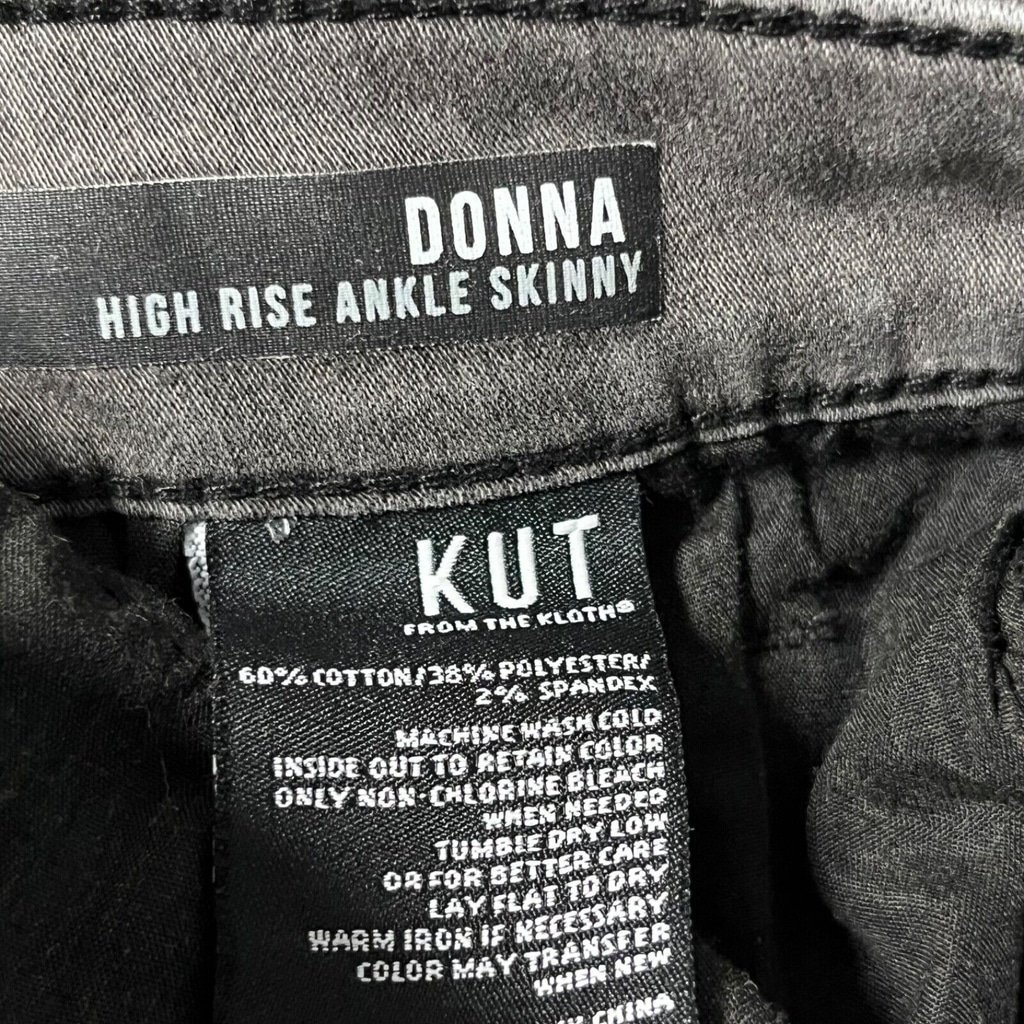 DONNA
HIGH RISE ANKLE SKINNY
KUT
FROM THE KLOTH®
60% COTTON/38% POLYESTER/
2% SPANDEX
MACHINE WASH COLD
INSIDE OUT TO RETAIN COLOR
ONLY NON-CHLORINE BLEACH
WHEN NEEDED
TUMBLE DRY LOW
OR FOR BETTER CARE
LAY FLAT TO DRY
WARM IRON IF NECESSARY
COLOR MAY TRANSFER
WHEN NEW
CHINA